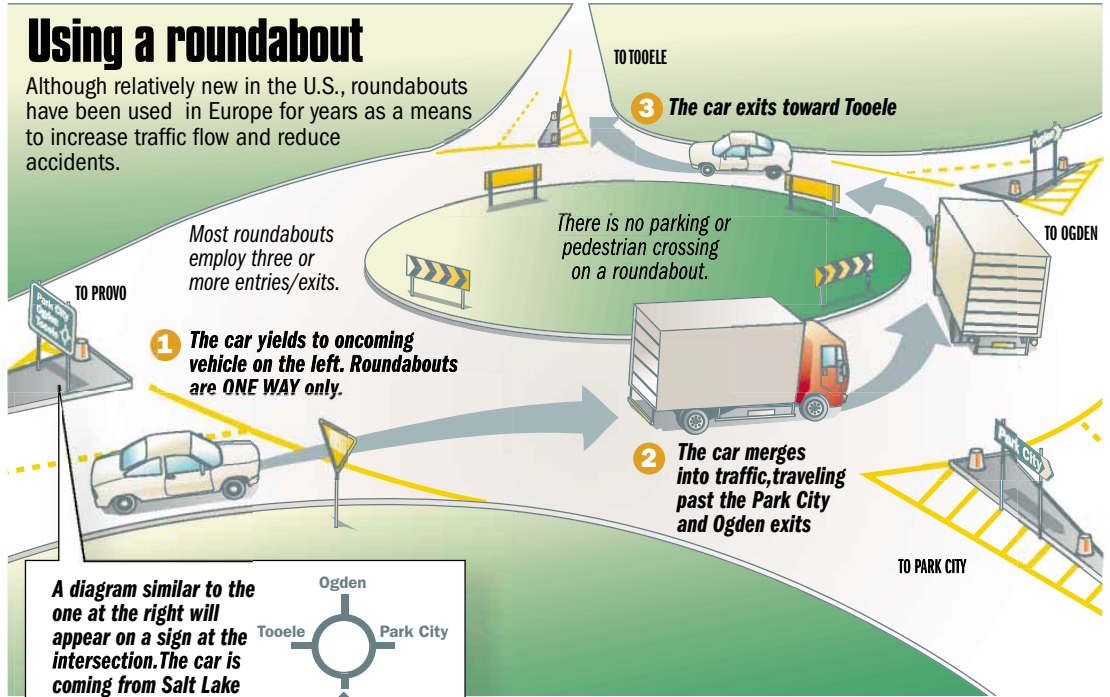 Using a roundabout
Although relatively new in the U.S., roundabouts
have been used in Europe for years as a means
to increase traffic flow and reduce
accidents.
TO TOOELE
3 The car exits toward Tooele
Most roundabouts
employ three or
more entries/exits.
There is no parking or
pedestrian crossing
on a roundabout.
TO OGDEN
TO PROVO
Park City
Ogden
Tooele
1 The car yields to oncoming
vehicle on the left. Roundabouts
are ONE WAY only.
2 The car merges
into traffic,traveling
past the Park City
and Ogden exits
Park City
TO PARK CITY
A diagram similar to the
one at the right will
appear on a sign at the
intersection.The car is
coming from Salt Lake
Ogden
Tooele
Park City